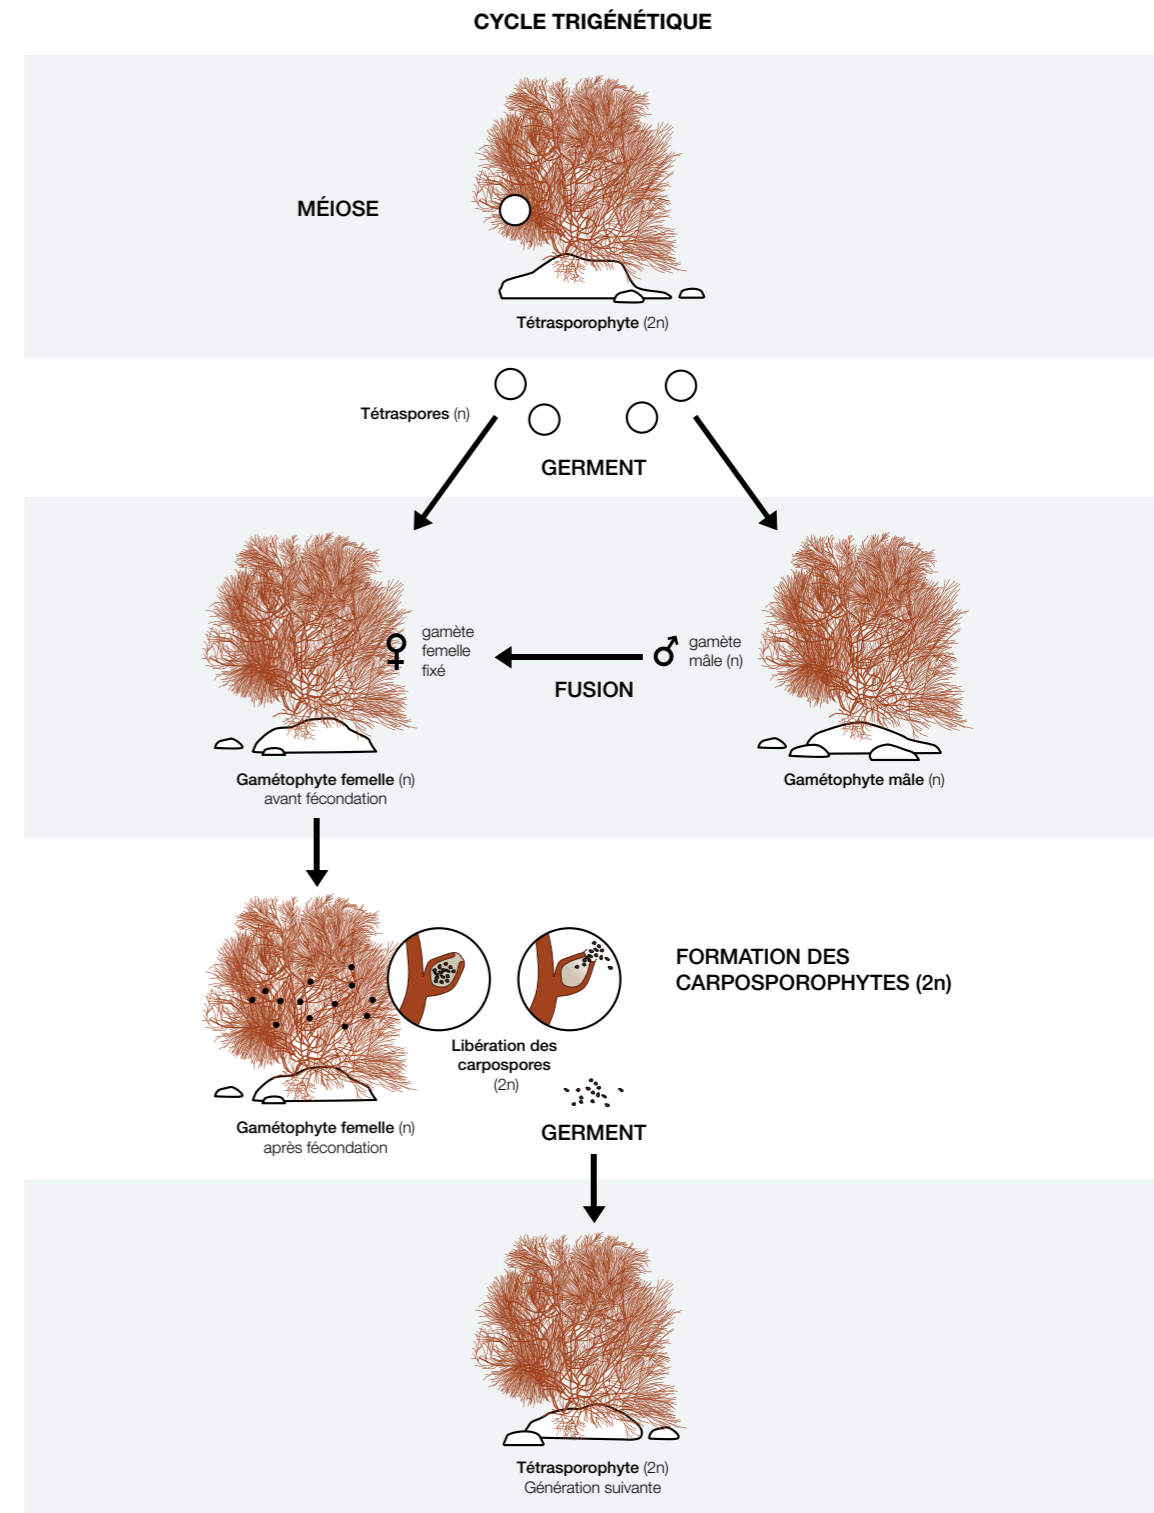 CYCLE TRIGÉNÉTIQUE
MÉIOSE
Tétrasporophyte (2n)
Tétraspores (n)
GERMENT
gamète
femelle
fixé
gamète
mâle (n)
FUSION
Gamétophyte femelle (n)
avant fécondation
Gamétophyte mâle (n)
FORMATION DES
CARPOSPOROPHYTES (2n)
Libération des
carpospores
(2n)
Gamétophyte femelle (n)
après fécondation
GERMENT
Tétrasporophyte (2n)
Génération suivante